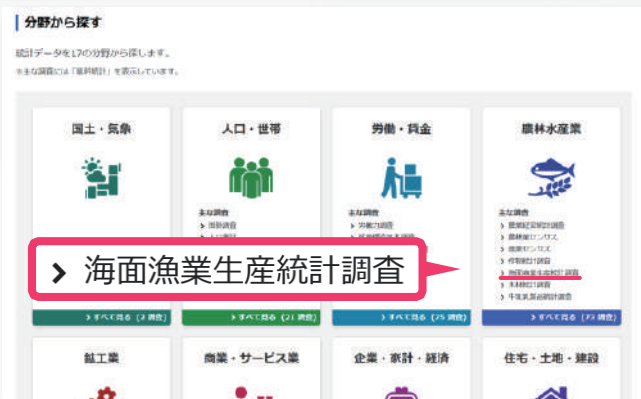 分野から探す
統計データを17の分野から探します。
※主な調査には「基幹統計」を表示しています。
国土・気象
人口・世帯
労働・賃金
農林水産業
主な調査
国勢調査
人口推計
主な調査
労働力調査
主な調査
農業経営統計調査
農林業センサス
漁業センサス
作物統計調査
海面漁業生産統計調査
木材統計調査
牛乳乳製品統計調査
海面漁業生産統計調査
すべて見る (2 調査)
すべて見る (21 調査)
すべて見る (25 調査)
すべて見る (73 調査)
鉱工業
商業・サービス業
企業・家計・経済
住宅・土地・建設